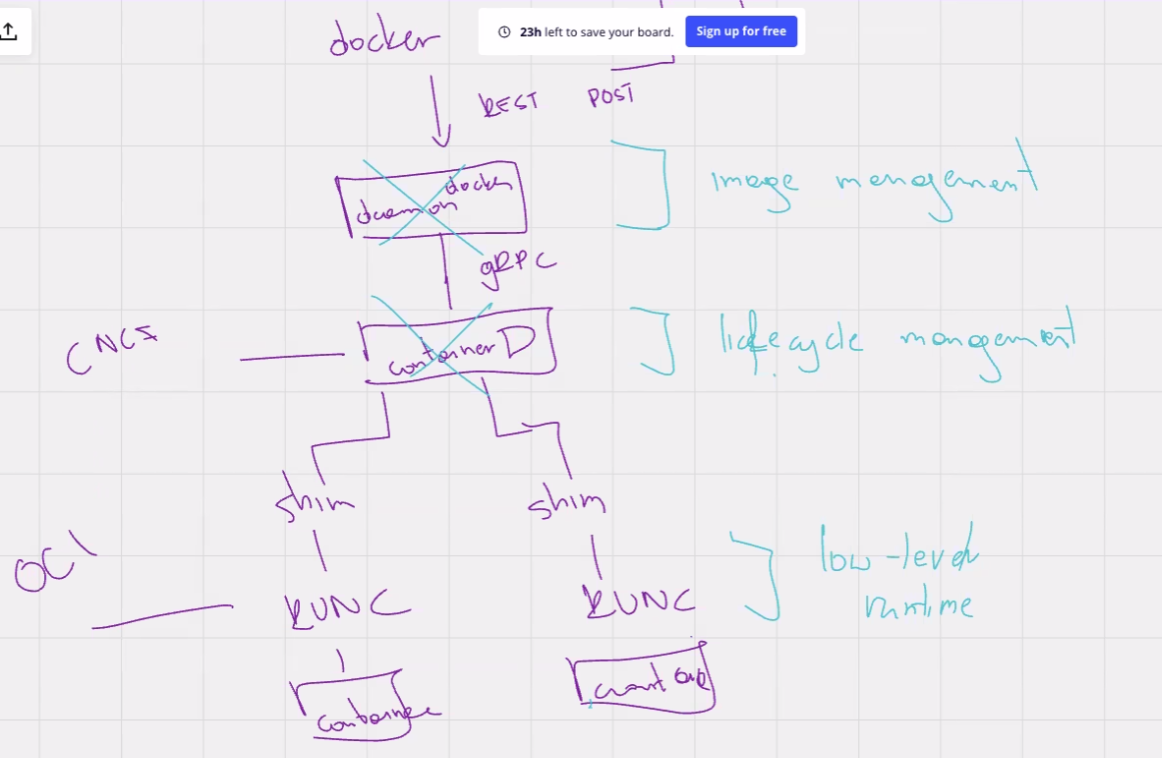 23h left to save your board.
Sign up for free
docker
REST POST
docker
daemon
image management
gRPC
CNCF
container D
lifecycle management
shim
shim
OCI
RUNC
RUNC
low-level
runtime
container